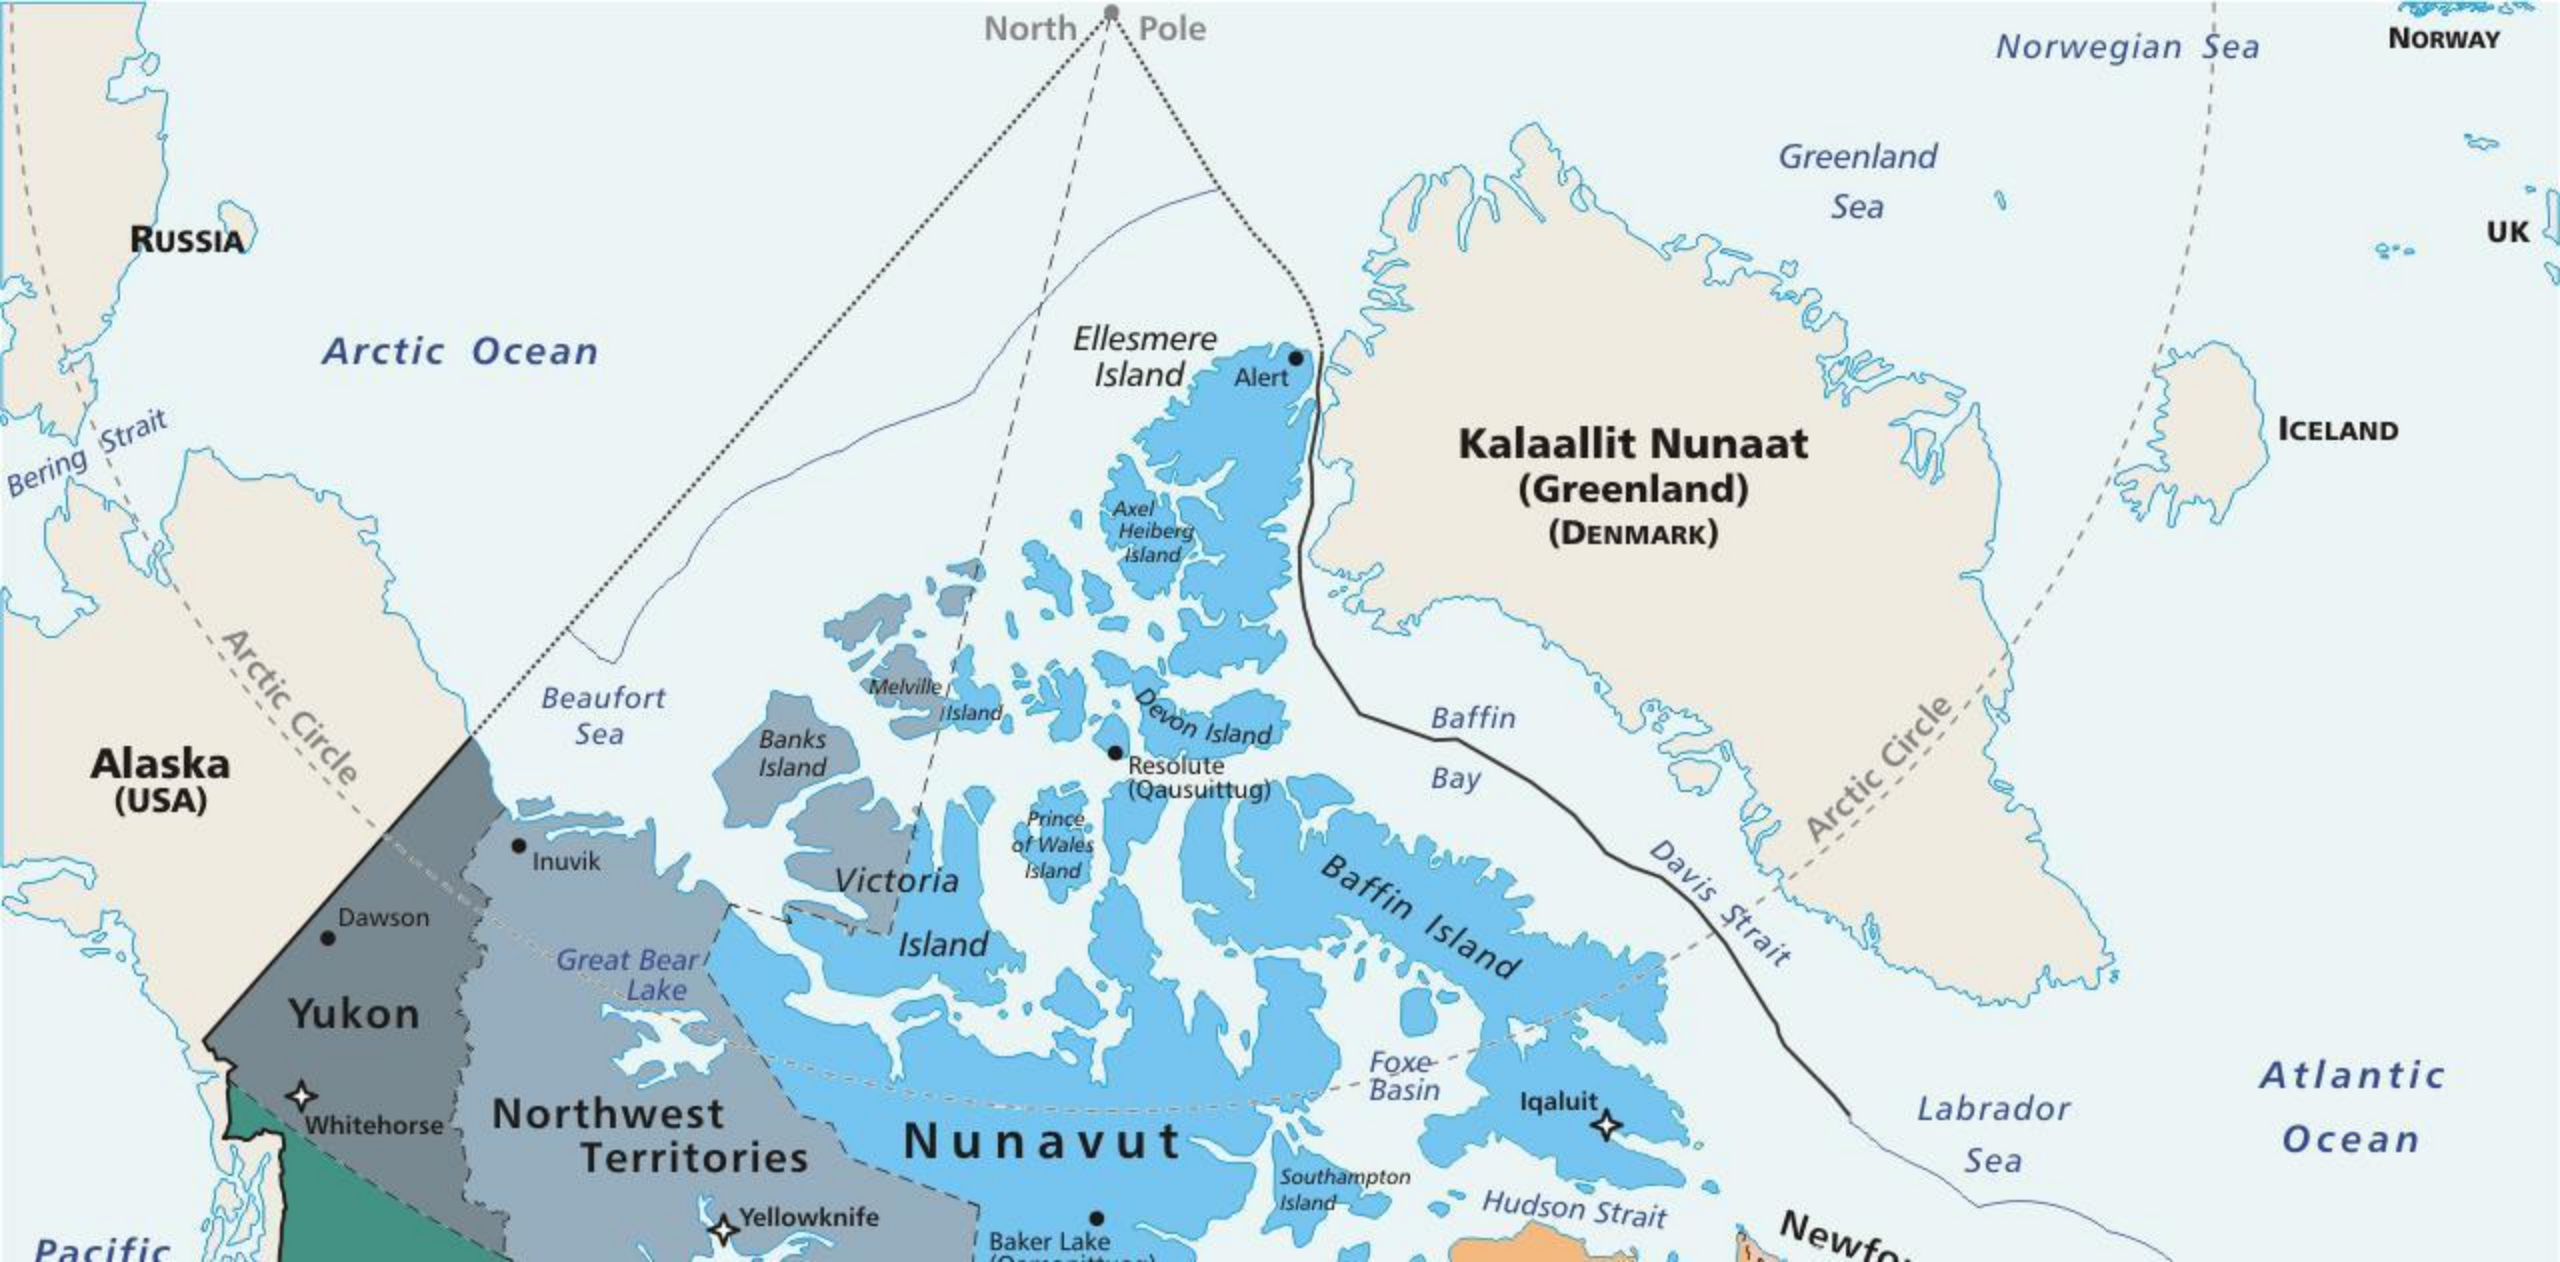 North Pole
Norwegian Sea
NORWAY
Greenland
Sea
UK
RUSSIA
Arctic Ocean
Ellesmere
Island
Alert
Bering Strait
Kalaallit Nunaat
(Greenland)
(DENMARK)
ICELAND
Axel
Heiberg
Island
Arctic Circle
Beaufort
Sea
Melville
Island
Banks
Island
Devon Island
Baffin
Bay
Resolute
(Qausuittug)
Arctic Circle
Alaska
(USA)
Prince
of Wales
Island
Inuvik
Victoria
Island
Baffin Island
Davis Strait
Dawson
Great Bear
Lake
Yukon
Foxe
Basin
Atlantic
Ocean
Whitehorse
Northwest
Territories
Nunavut
Iqaluit
Labrador
Sea
Southampton
Island
Hudson Strait
Yellowknife
Baker Lake
Pacific